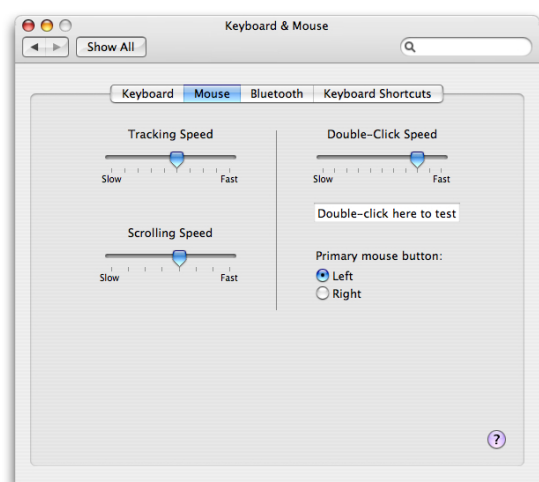 Keyboard & Mouse
Show All
Keyboard Mouse Bluetooth Keyboard Shortcuts
Tracking Speed
Slow Fast
Scrolling Speed
Slow Fast
Double-Click Speed
Slow Fast
Double-click here to test
Primary mouse button:
Left
Right
?